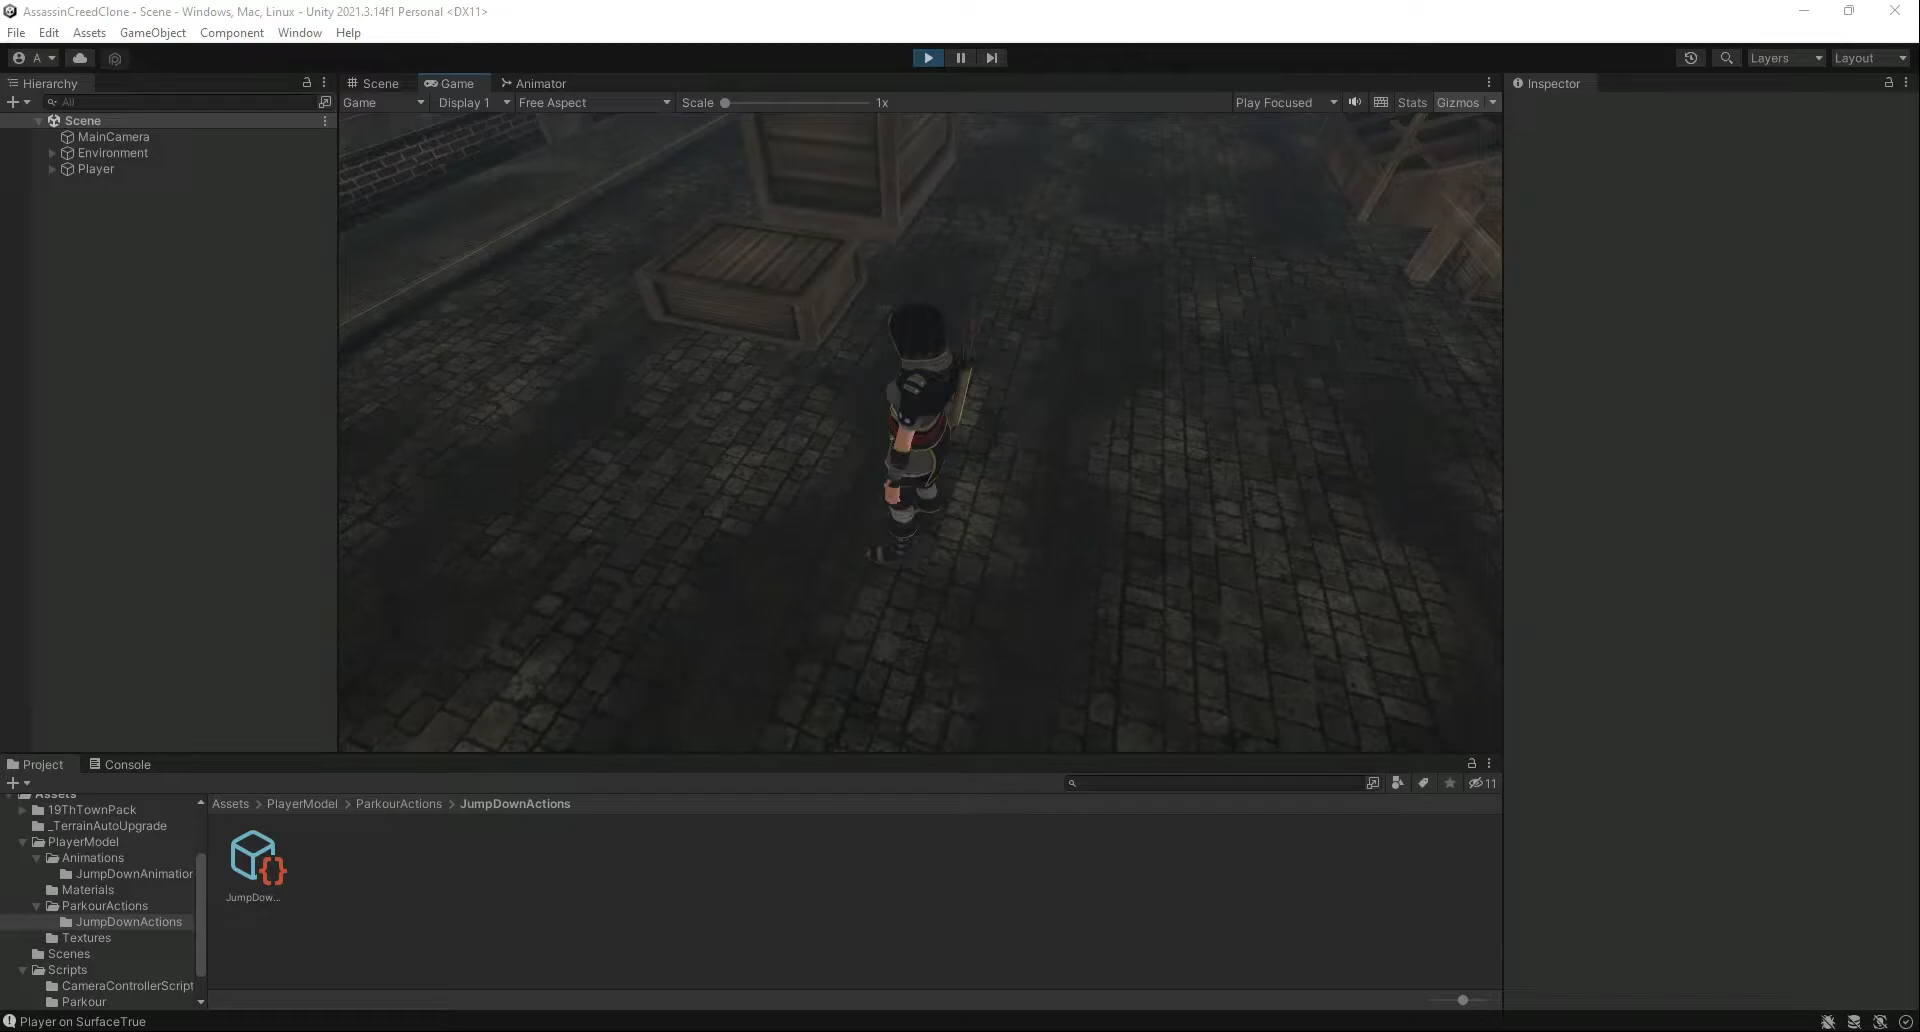 AssassinCreedClone - Scene - Windows, Mac, Linux - Unity 2021.3.14f1 Personal <DX11>
File Edit Assets GameObject Component Window Help
A Layers Layout
Hierarchy Scene Game Animator Inspector
All Game Display 1 Free Aspect Scale 1x Play Focused Stats Gizmos
Scene
MainCamera
Environment
Player
Project Console
11
Assets
19ThTownPack
_TerrainAutoUpgrade
PlayerModel
Animations
JumpDownAnimation
Materials
ParkourActions
JumpDownActions
Textures
Scenes
Scripts
CameraControllerScript
Parkour
Assets > PlayerModel > ParkourActions > JumpDownActions
JumpDow...
Player on SurfaceTrue